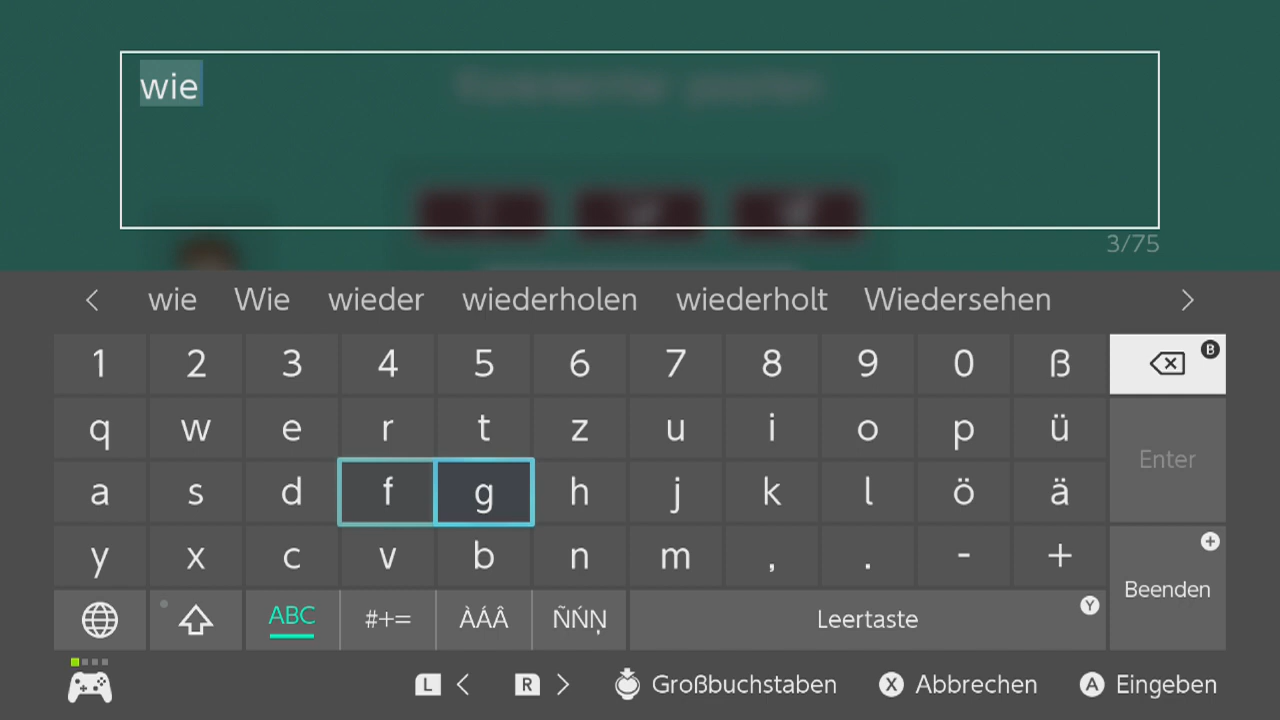 wie
3/75
wie Wie wieder wiederholen wiederholt Wiedersehen
1 2 3 4 5 6 7 8 9 0 ß B
q w e r t z u i o p ü
a s d f g h j k l ö ä Enter
y x c v b n m , . - +
ABC #+= ÀÁÂ ÑŃŅ Leertaste Y Beenden
L R Großbuchstaben X Abbrechen A Eingeben